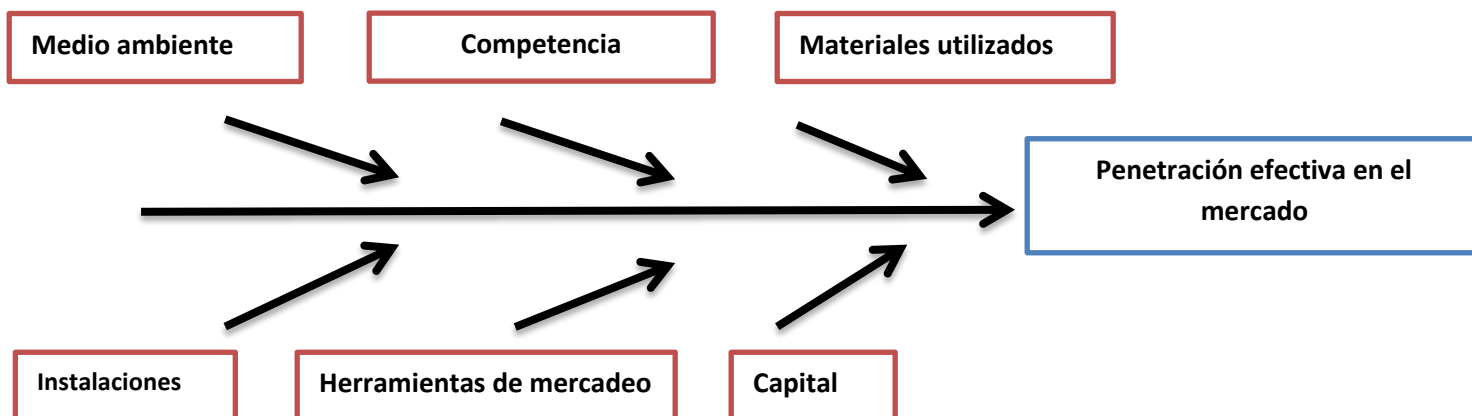 Medio ambiente
Competencia
Materiales utilizados
Penetración efectiva en el
mercado
Instalaciones
Herramientas de mercadeo
Capital